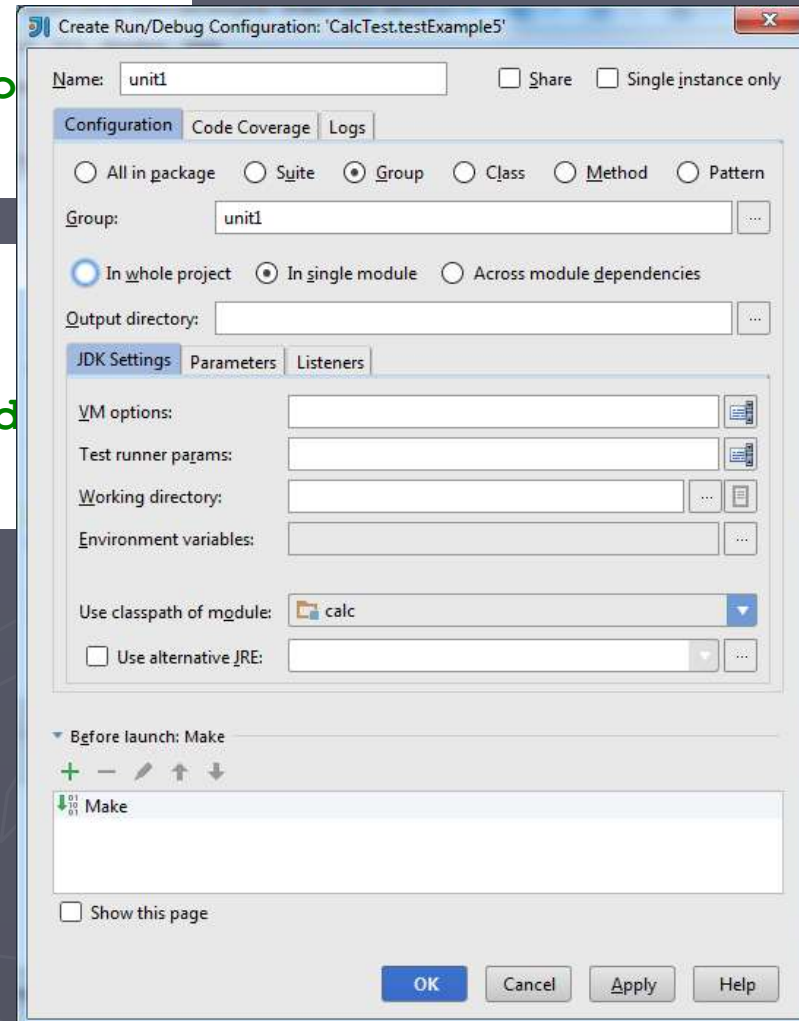 Create Run/Debug Configuration: 'CalcTest.testExample5'
Name: unit1 Share Single instance only
Configuration Code Coverage Logs
All in package Suite Group Class Method Pattern
Group: unit1 ...
In whole project In single module Across module dependencies
Output directory: ...
JDK Settings Parameters Listeners
VM options:
Test runner params:
Working directory: ...
Environment variables: ...
Use classpath of module: calc
Use alternative JRE: ...
Before launch: Make
Make
Show this page
OK Cancel Apply Help